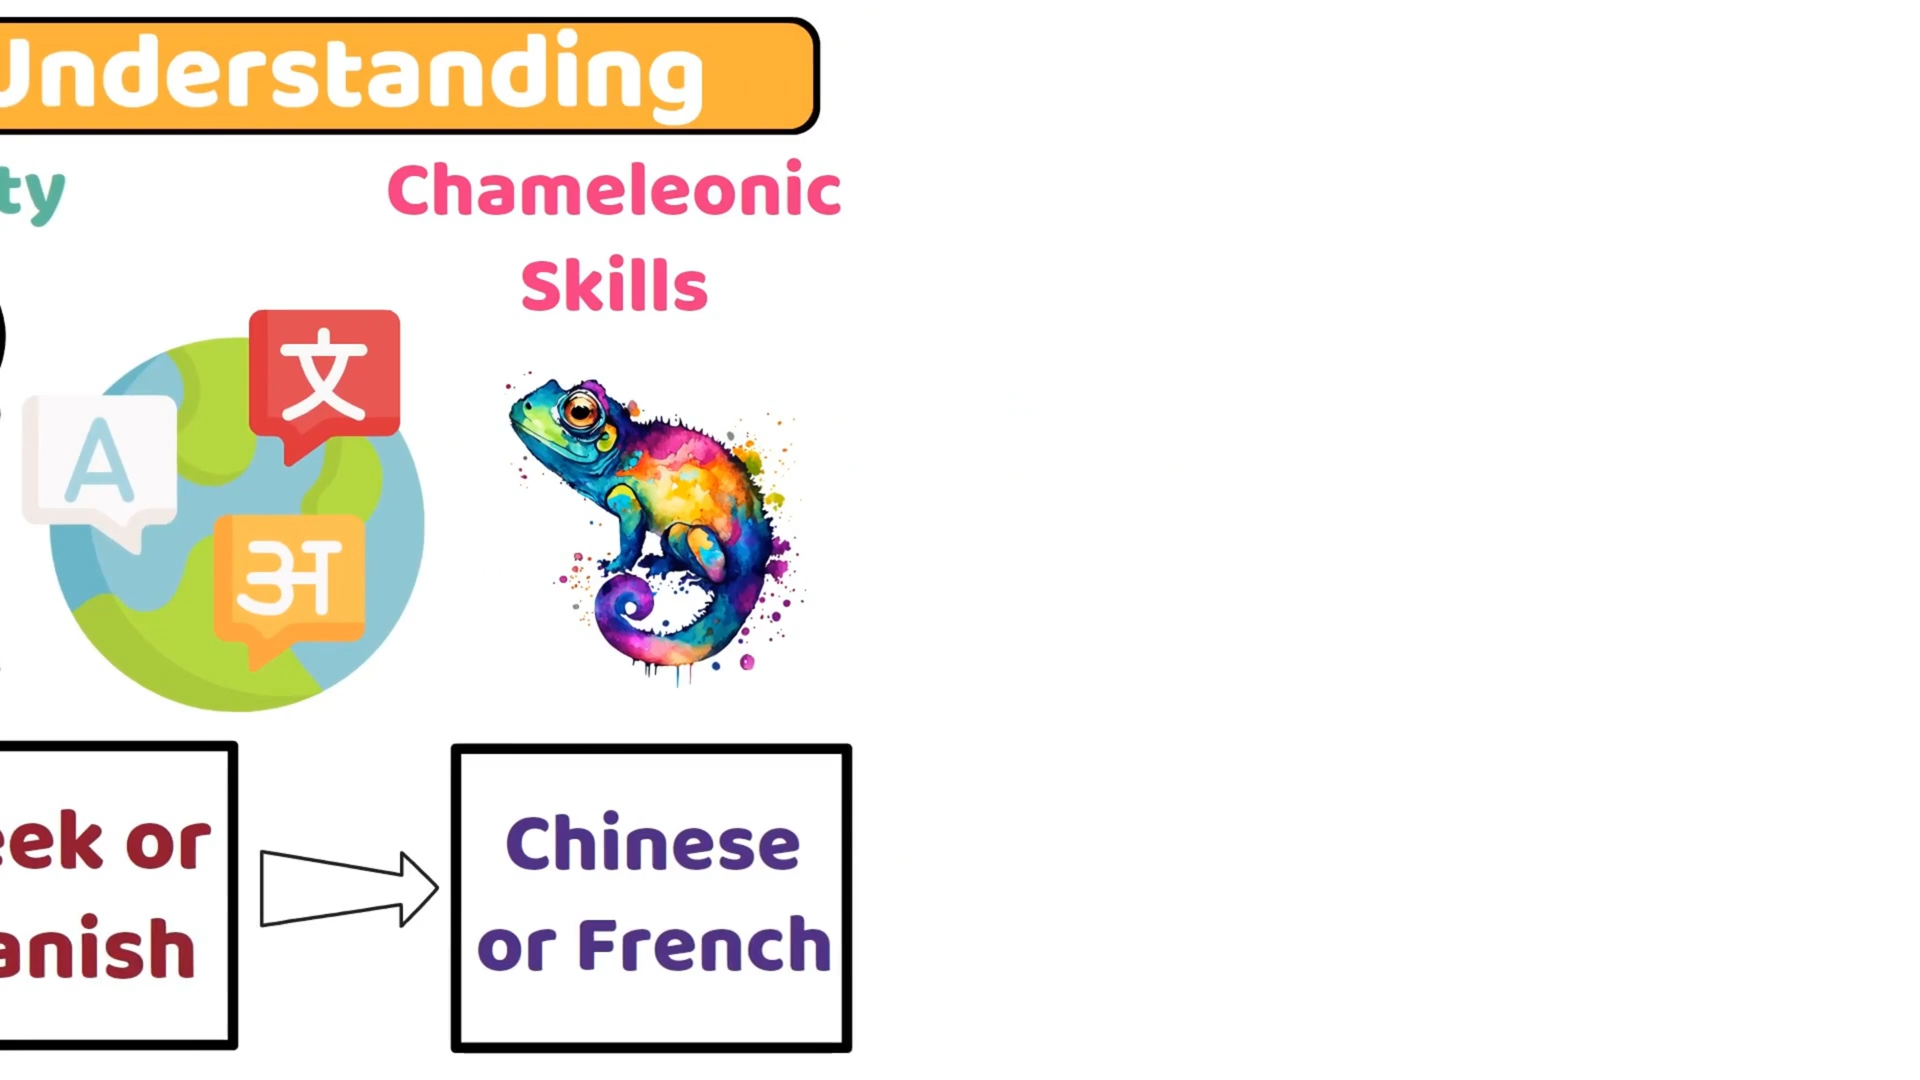 Understanding
ty
Chameleonic
Skills
文
A
अ
eek or
anish
Chinese
or French